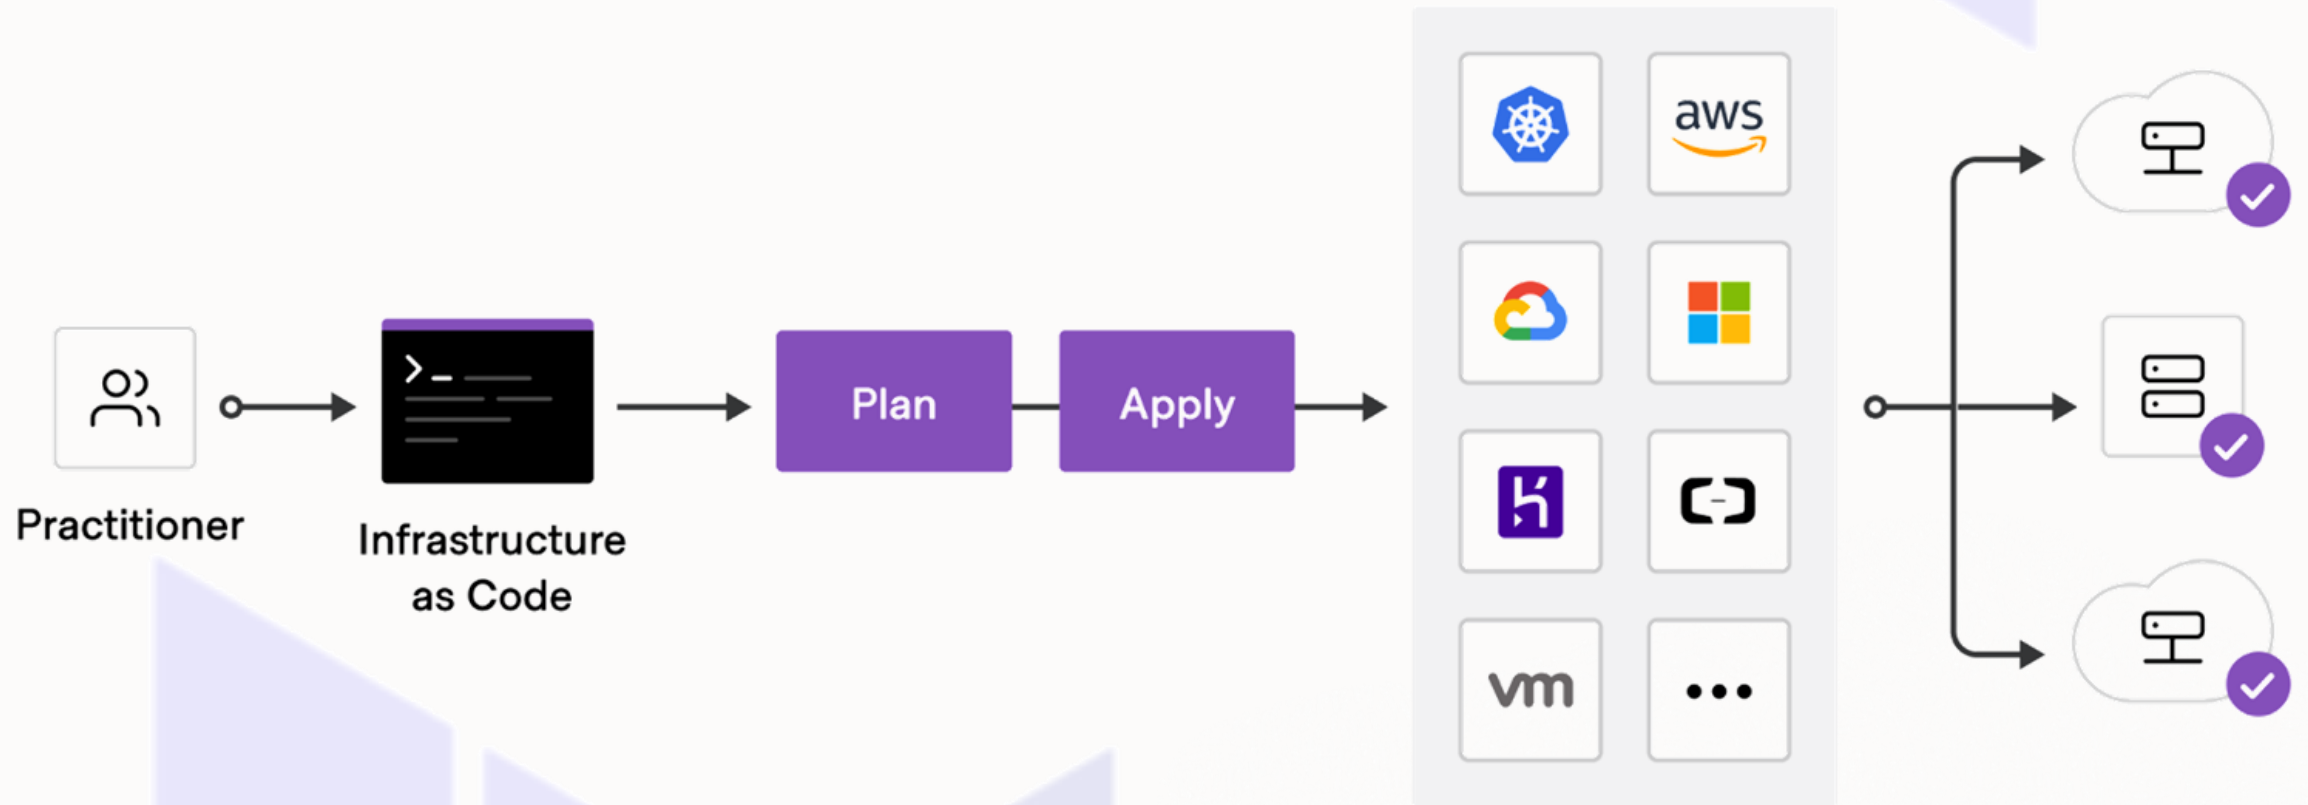 Practitioner
Infrastructure
as Code
Plan
Apply
aws
vm